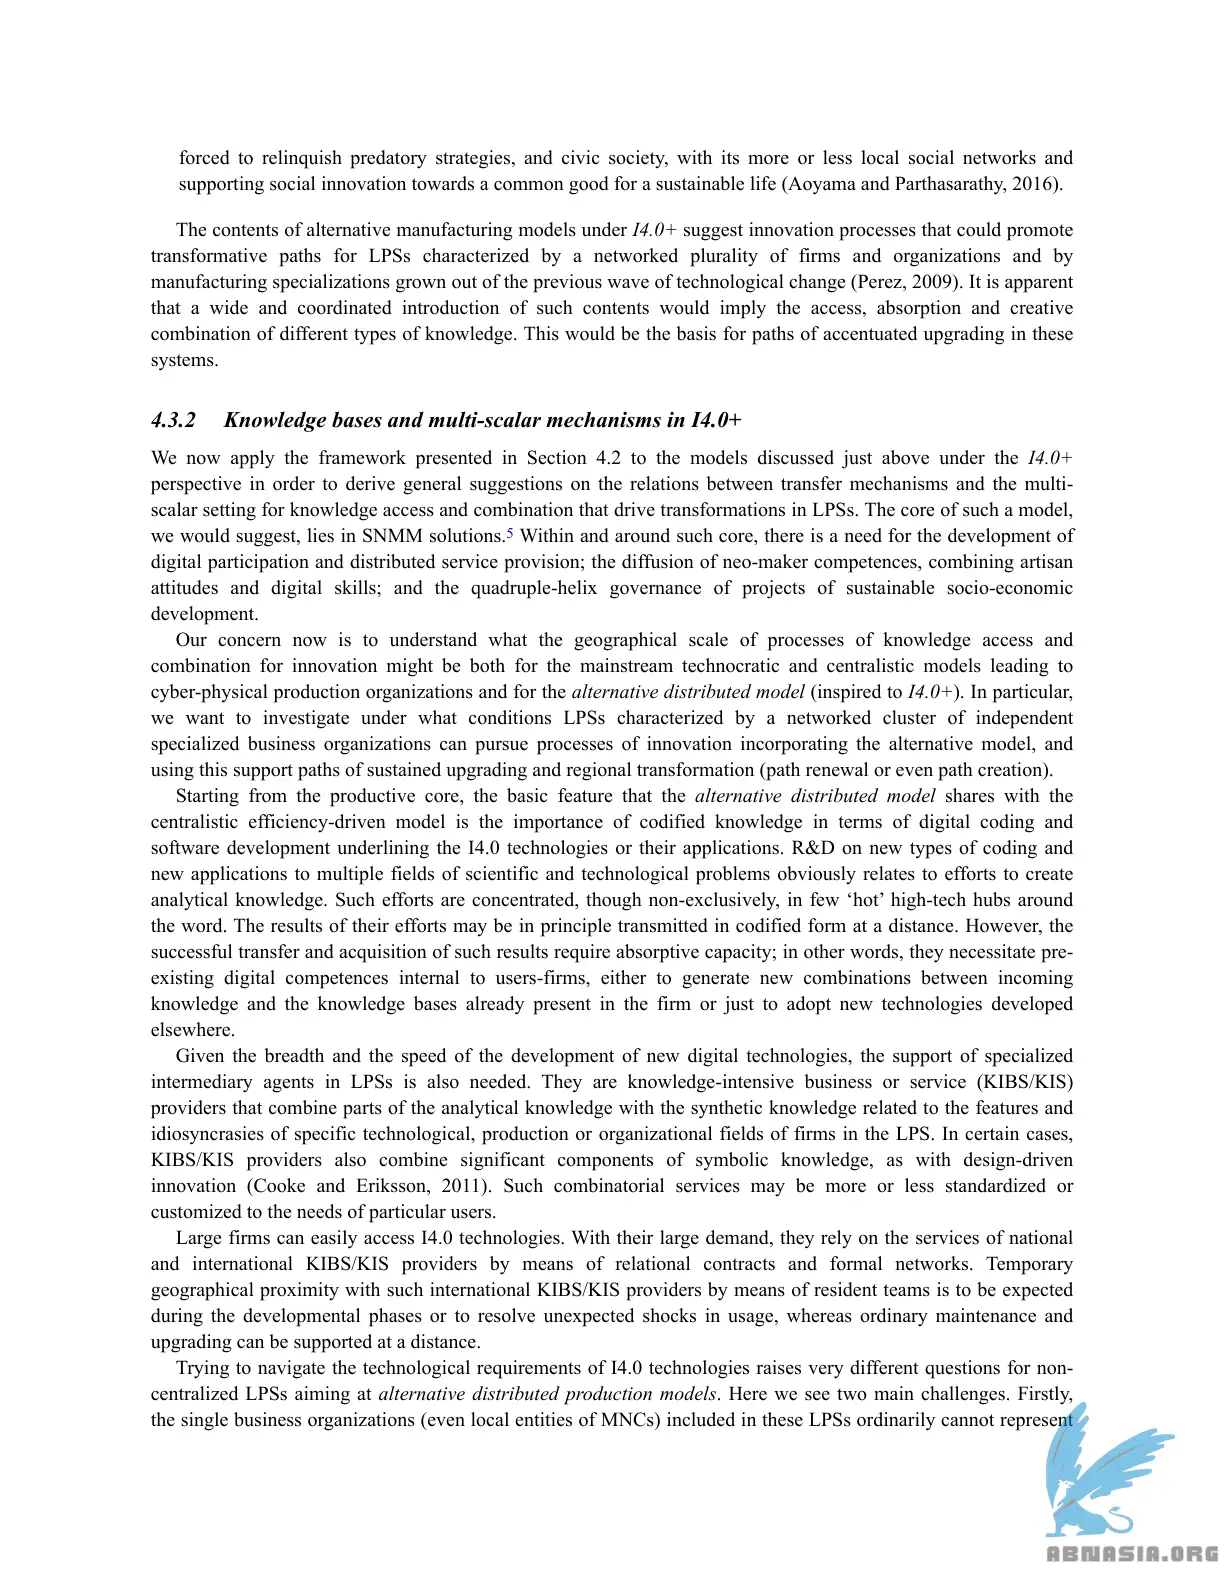 forced to relinquish predatory strategies, and civic society, with its more or less local social networks and
supporting social innovation towards a common good for a sustainable life (Aoyama and Parthasarathy, 2016).
The contents of alternative manufacturing models under I4.0+ suggest innovation processes that could promote
transformative paths for LPSs characterized by a networked plurality of firms and organizations and by
manufacturing specializations grown out of the previous wave of technological change (Perez, 2009). It is apparent
that a wide and coordinated introduction of such contents would imply the access, absorption and creative
combination of different types of knowledge. This would be the basis for paths of accentuated upgrading in these
systems.
4.3.2 Knowledge bases and multi-scalar mechanisms in I4.0+
We now apply the framework presented in Section 4.2 to the models discussed just above under the I4.0+
perspective in order to derive general suggestions on the relations between transfer mechanisms and the multi-
scalar setting for knowledge access and combination that drive transformations in LPSs. The core of such a model,
we would suggest, lies in SNMM solutions.5 Within and around such core, there is a need for the development of
digital participation and distributed service provision; the diffusion of neo-maker competences, combining artisan
attitudes and digital skills; and the quadruple-helix governance of projects of sustainable socio-economic
development.
Our concern now is to understand what the geographical scale of processes of knowledge access and
combination for innovation might be both for the mainstream technocratic and centralistic models leading to
cyber-physical production organizations and for the alternative distributed model (inspired to I4.0+). In particular,
we want to investigate under what conditions LPSs characterized by a networked cluster of independent
specialized business organizations can pursue processes of innovation incorporating the alternative model, and
using this support paths of sustained upgrading and regional transformation (path renewal or even path creation).
Starting from the productive core, the basic feature that the alternative distributed model shares with the
centralistic efficiency-driven model is the importance of codified knowledge in terms of digital coding and
software development underlining the I4.0 technologies or their applications. R&D on new types of coding and
new applications to multiple fields of scientific and technological problems obviously relates to efforts to create
analytical knowledge. Such efforts are concentrated, though non-exclusively, in few ‘hot’ high-tech hubs around
the word. The results of their efforts may be in principle transmitted in codified form at a distance. However, the
successful transfer and acquisition of such results require absorptive capacity; in other words, they necessitate pre-
existing digital competences internal to users-firms, either to generate new combinations between incoming
knowledge and the knowledge bases already present in the firm or just to adopt new technologies developed
elsewhere.
Given the breadth and the speed of the development of new digital technologies, the support of specialized
intermediary agents in LPSs is also needed. They are knowledge-intensive business or service (KIBS/KIS)
providers that combine parts of the analytical knowledge with the synthetic knowledge related to the features and
idiosyncrasies of specific technological, production or organizational fields of firms in the LPS. In certain cases,
KIBS/KIS providers also combine significant components of symbolic knowledge, as with design-driven
innovation (Cooke and Eriksson, 2011). Such combinatorial services may be more or less standardized or
customized to the needs of particular users.
Large firms can easily access I4.0 technologies. With their large demand, they rely on the services of national
and international KIBS/KIS providers by means of relational contracts and formal networks. Temporary
geographical proximity with such international KIBS/KIS providers by means of resident teams is to be expected
during the developmental phases or to resolve unexpected shocks in usage, whereas ordinary maintenance and
upgrading can be supported at a distance.
Trying to navigate the technological requirements of I4.0 technologies raises very different questions for non-
centralized LPSs aiming at alternative distributed production models. Here we see two main challenges. Firstly,
the single business organizations (even local entities of MNCs) included in these LPSs ordinarily cannot represent
ABNASIA.ORG